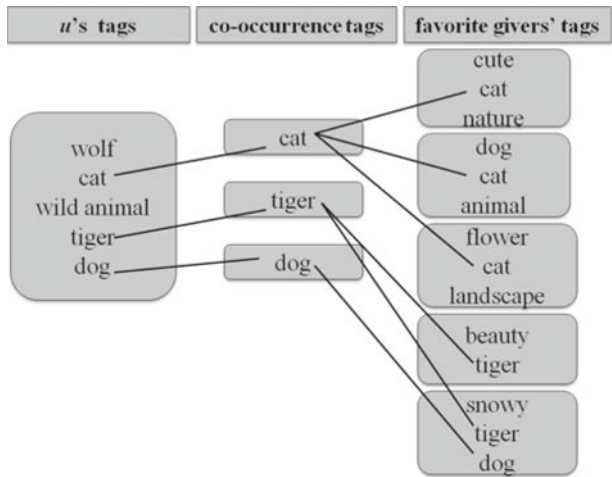 u's tags
co-occurrence tags
favorite givers' tags
wolf
cat
wild animal
tiger
dog
cat
tiger
dog
cute
cat
nature
dog
cat
animal
flower
cat
landscape
beauty
tiger
snowy
tiger
dog